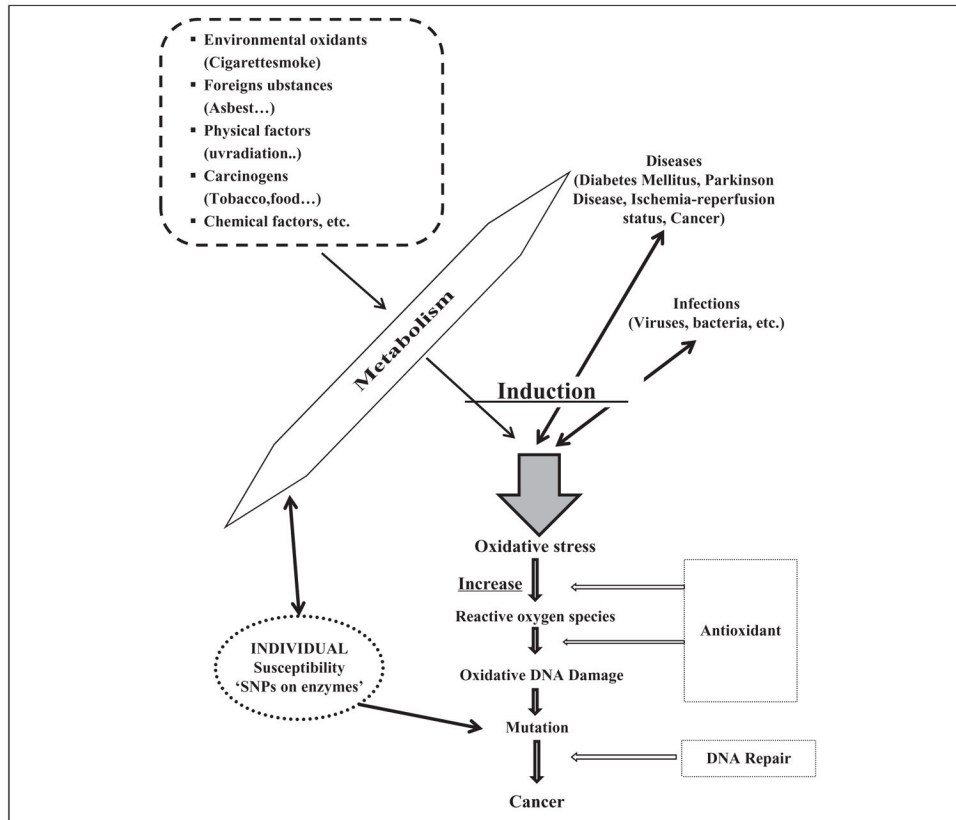 ▪ Environmental oxidants
(Cigarettesmoke)
▪ Foreigns ubstances
(Asbest…)
▪ Physical factors
(uvradiation..)
▪ Carcinogens
(Tobacco,food…)
▪ Chemical factors, etc.
Diseases
(Diabetes Mellitus, Parkinson
Disease, Ischemia-reperfusion
status, Cancer)
Metabolism
Infections
(Viruses, bacteria, etc.)
Induction
Oxidative stress
Increase
Reactive oxygen species
Antioxidant
INDIVIDUAL
Susceptibility
‘SNPs on enzymes’
Oxidative DNA Damage
Mutation
DNA Repair
Cancer